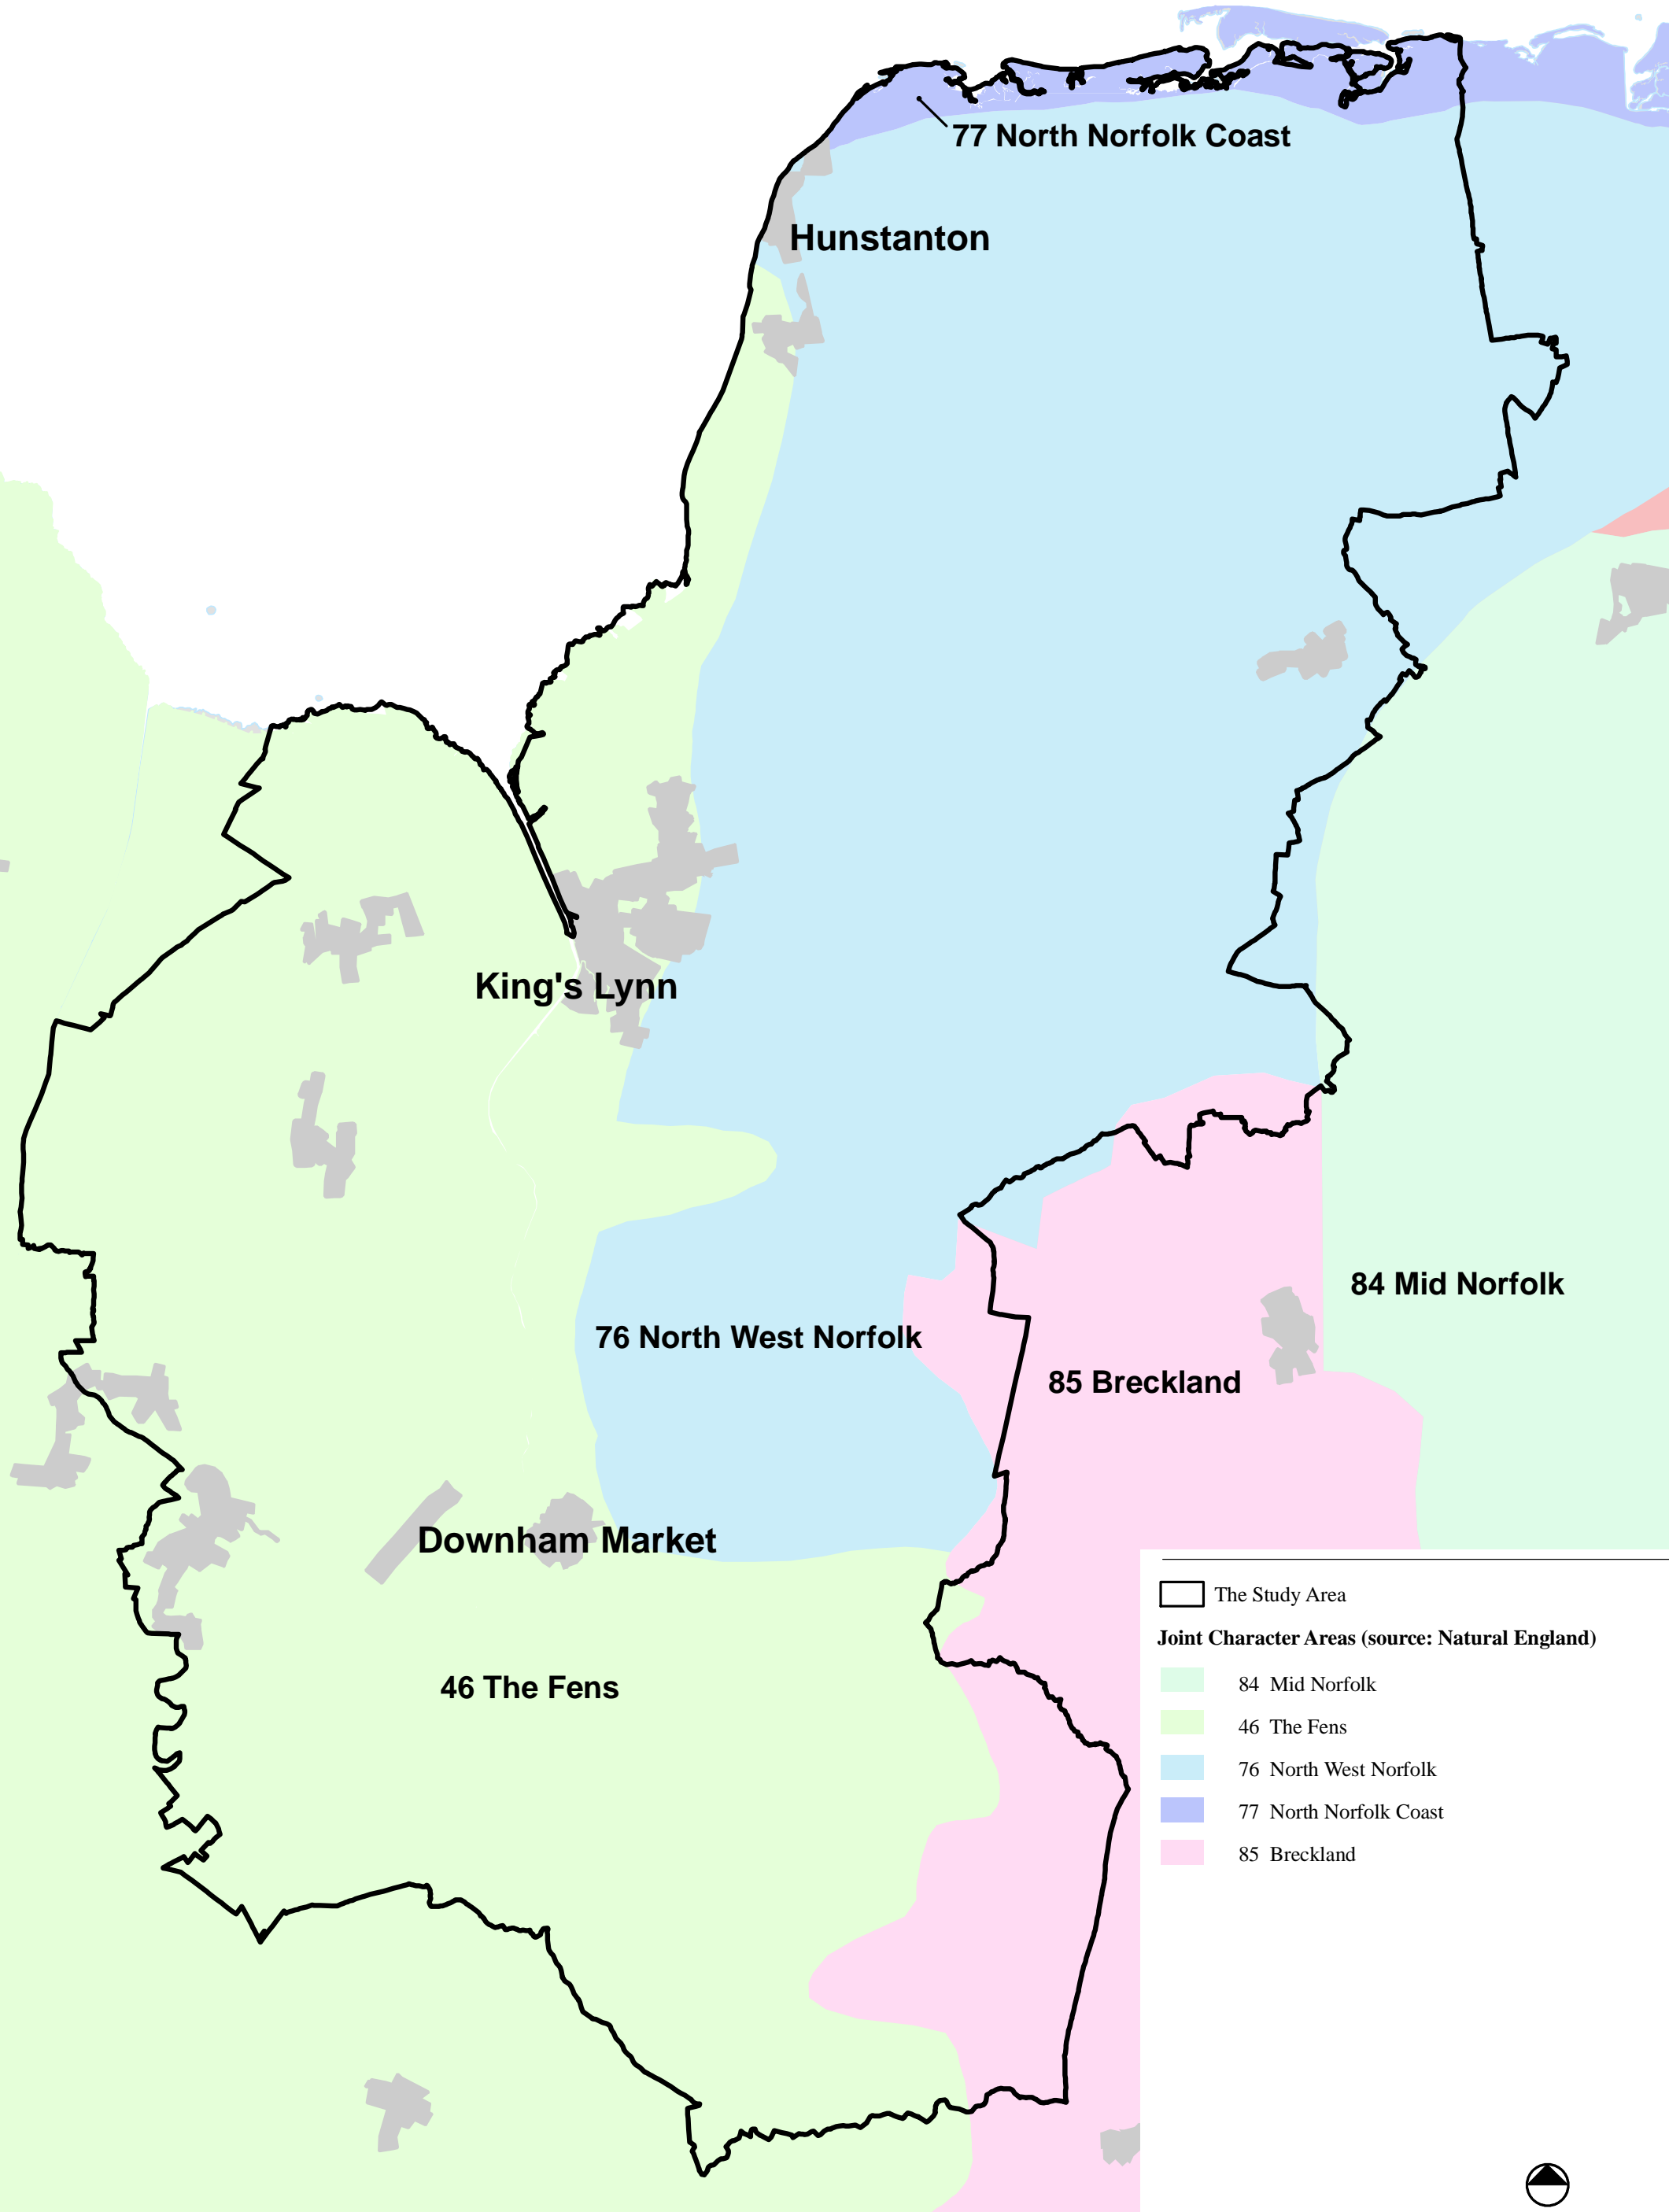 77 North Norfolk Coast
Hunstanton
King's Lynn
84 Mid Norfolk
76 North West Norfolk
85 Breckland
Downham Market
46 The Fens
The Study Area
Joint Character Areas (source: Natural England)
84 Mid Norfolk
46 The Fens
76 North West Norfolk
77 North Norfolk Coast
85 Breckland